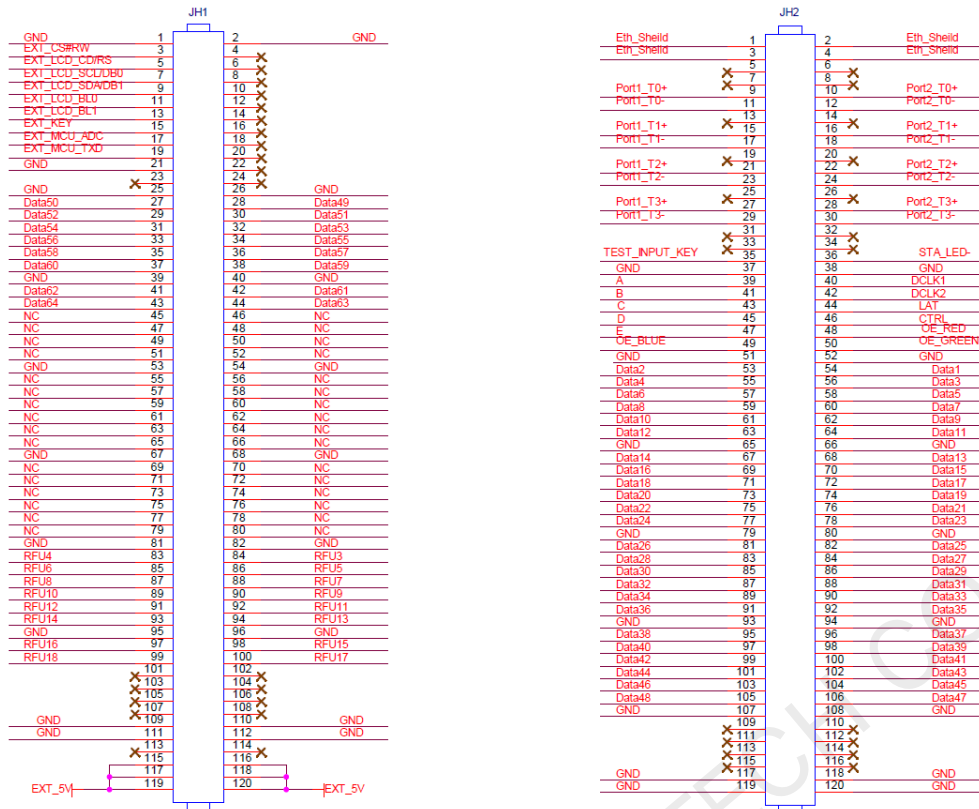 JH1
GND 1 2 GND
EXT_CS#RW 3 4
EXT_LCD_CD/RS 5 6
EXT_LCD_SCL/DB0 7 8
EXT_LCD_SDA/DB1 9 10
EXT_LCD_BL0 11 12
EXT_LCD_BL1 13 14
EXT_KEY 15 16
EXT_MCU_ADC 17 18
EXT_MCU_TXD 19 20
GND 21 22
23 24
GND 25 26 GND
Data50 27 28 Data49
Data52 29 30 Data51
Data54 31 32 Data53
Data56 33 34 Data55
Data58 35 36 Data57
Data60 37 38 Data59
GND 39 40 GND
Data62 41 42 Data61
Data64 43 44 Data63
NC 45 46 NC
NC 47 48 NC
NC 49 50 NC
NC 51 52 NC
GND 53 54 GND
NC 55 56 NC
NC 57 58 NC
NC 59 60 NC
NC 61 62 NC
NC 63 64 NC
NC 65 66 NC
GND 67 68 GND
NC 69 70 NC
NC 71 72 NC
NC 73 74 NC
NC 75 76 NC
NC 77 78 NC
NC 79 80 NC
GND 81 82 GND
RFU4 83 84 RFU3
RFU6 85 86 RFU5
RFU8 87 88 RFU7
RFU10 89 90 RFU9
RFU12 91 92 RFU11
RFU14 93 94 RFU13
GND 95 96 GND
RFU16 97 98 RFU15
RFU18 99 100 RFU17
101 102
103 104
105 106
107 108
GND 109 110 GND
GND 111 112 GND
113 114
115 116
117 118
EXT_5V 119 120 EXT_5V
JH2
Eth_Sheild 1 2 Eth_Sheild
Eth_Sheild 3 4 Eth_Sheild
5 6
7 8
Port1_T0+ 9 10 Port2_T0+
Port1_T0- 11 12 Port2_T0-
13 14
Port1_T1+ 15 16 Port2_T1+
Port1_T1- 17 18 Port2_T1-
19 20
Port1_T2+ 21 22 Port2_T2+
Port1_T2- 23 24 Port2_T2-
25 26
Port1_T3+ 27 28 Port2_T3+
Port1_T3- 29 30 Port2_T3-
31 32
33 34
TEST_INPUT_KEY 35 36 STA_LED-
GND 37 38 GND
A 39 40 DCLK1
B 41 42 DCLK2
C 43 44 LAT
D 45 46 CTRL
E 47 48 OE_RED
OE_BLUE 49 50 OE_GREEN
GND 51 52 GND
Data2 53 54 Data1
Data4 55 56 Data3
Data6 57 58 Data5
Data8 59 60 Data7
Data10 61 62 Data9
Data12 63 64 Data11
GND 65 66 GND
Data14 67 68 Data13
Data16 69 70 Data15
Data18 71 72 Data17
Data20 73 74 Data19
Data22 75 76 Data21
Data24 77 78 Data23
GND 79 80 GND
Data26 81 82 Data25
Data28 83 84 Data27
Data30 85 86 Data29
Data32 87 88 Data31
Data34 89 90 Data33
Data36 91 92 Data35
GND 93 94 GND
Data38 95 96 Data37
Data40 97 98 Data39
Data42 99 100 Data41
Data44 101 102 Data43
Data46 103 104 Data45
Data48 105 106 Data47
GND 107 108 GND
109 110
111 112
113 114
115 116
GND 117 118 GND
GND 119 120 GND